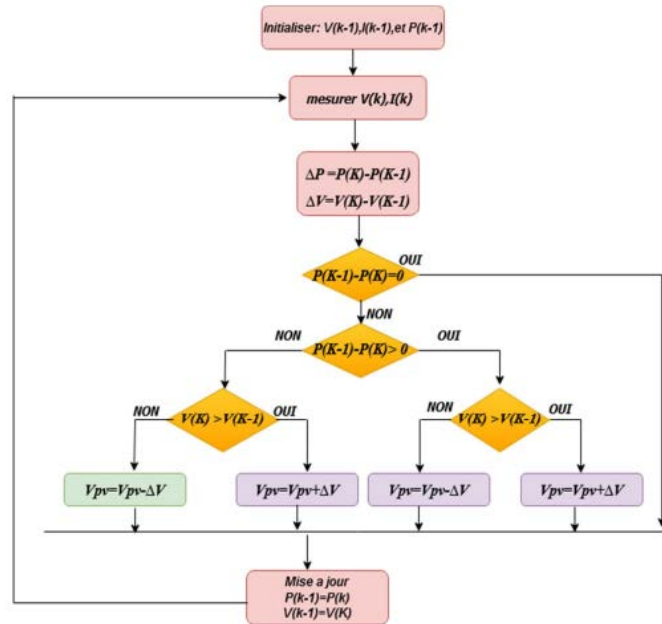 Initialiser: V(k-1),I(k-1),et P(k-1)
mesurer V(k),I(k)
ΔP =P(K)-P(K-1)
ΔV=V(K)-V(K-1)
OUI
P(K-1)-P(K)=0
NON
NON
OUI
P(K-1)-P(K)> 0
NON
V(K) >V(K-1)
OUI
NON
V(K) >V(K-1)
OUI
Vpv=Vpv-ΔV
Vpv=Vpv+ΔV
Vpv=Vpv-ΔV
Vpv=Vpv+ΔV
Mise a jour
P(k-1)=P(k)
V(k-1)=V(K)